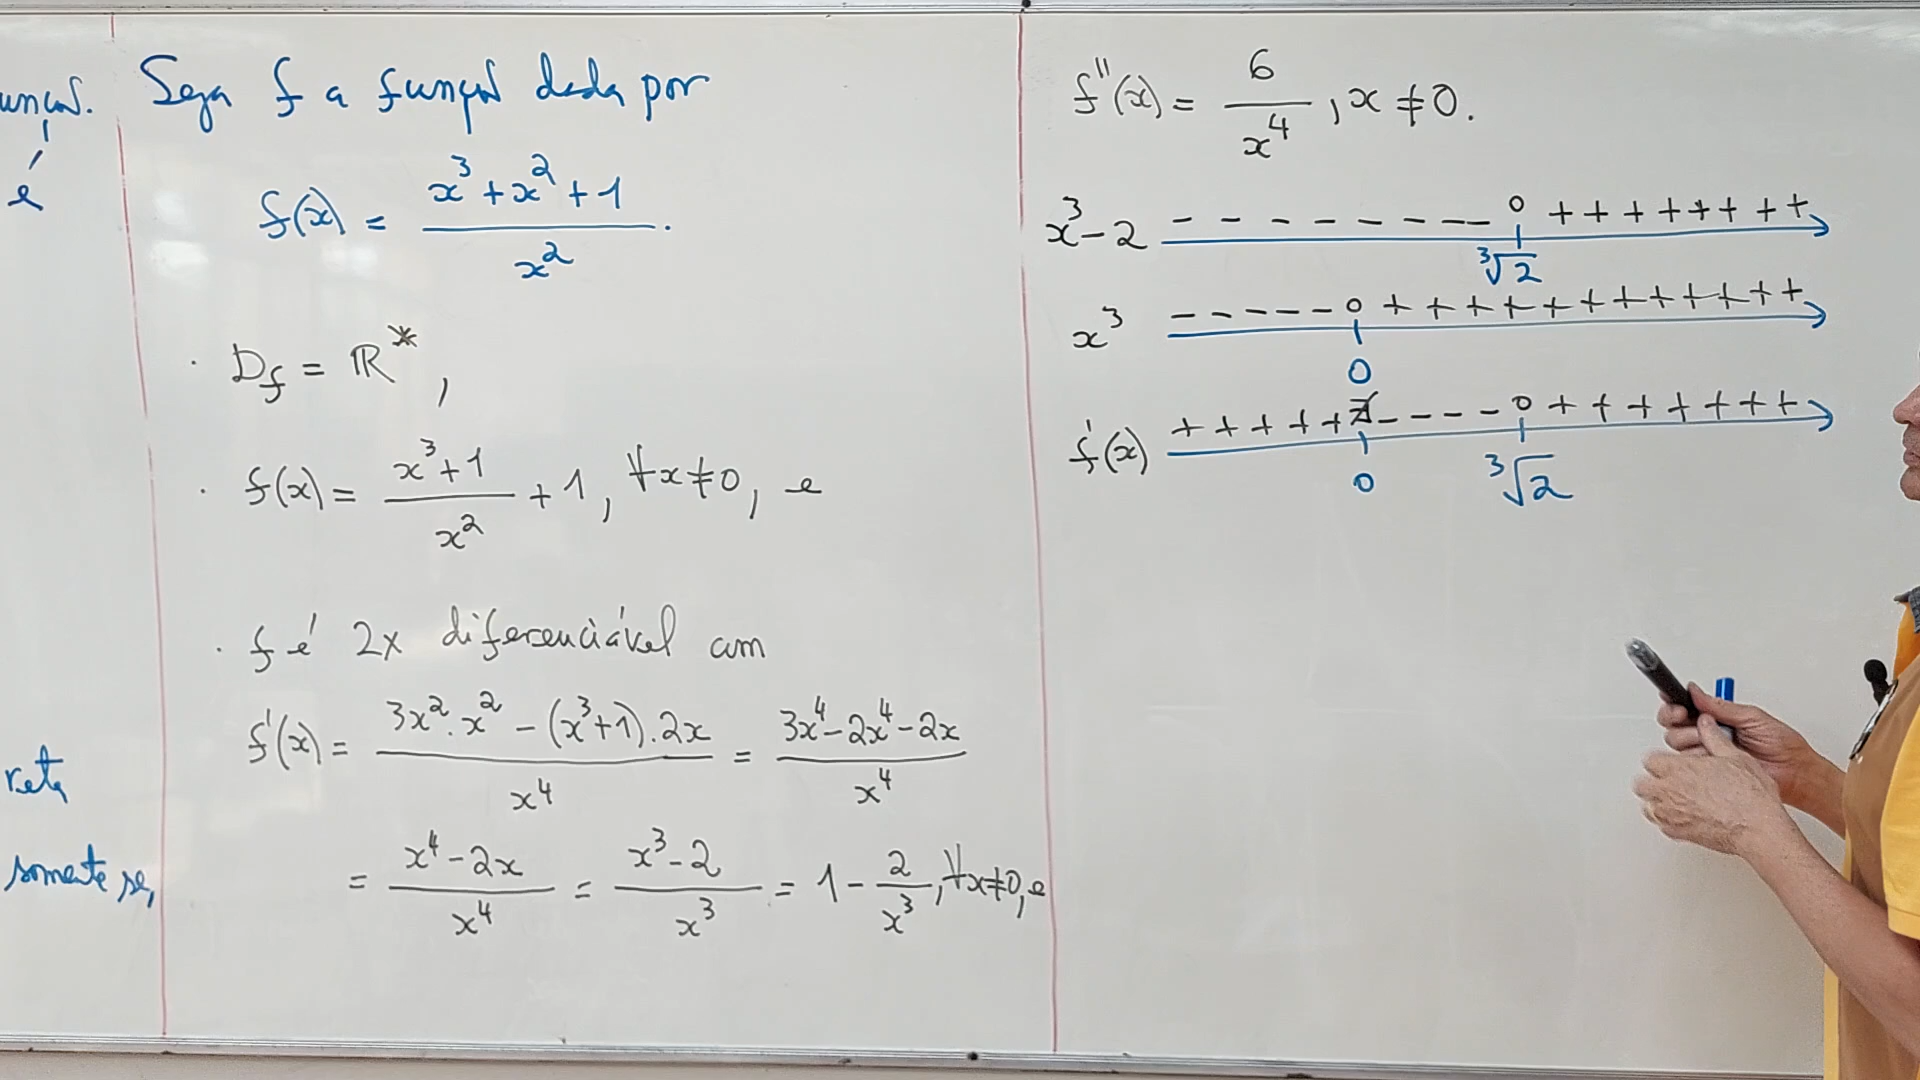 unção.
é
reta
somente se,
Seja f a função dada por
f(x) = (x³ + x² + 1) / x² .
· D_f = ℝ* ,
· f(x) = (x³ + 1) / x² + 1 , ∀x ≠ 0, e
· f é 2x diferenciável com
f'(x) = (3x² · x² - (x³ + 1) . 2x) / x⁴ = (3x⁴ - 2x⁴ - 2x) / x⁴
= (x⁴ - 2x) / x⁴ = (x³ - 2) / x³ = 1 - 2 / x³ , ∀x ≠ 0, e
f''(x) = 6 / x⁴ , x ≠ 0.
x³ - 2 - - - - - - - - 0 + + + + + + + +
∛2
x³ - - - - - 0 + + + + + + + + + + + +
0
f'(x) + + + + + ∄ - - - - 0 + + + + + + +
0 ∛2